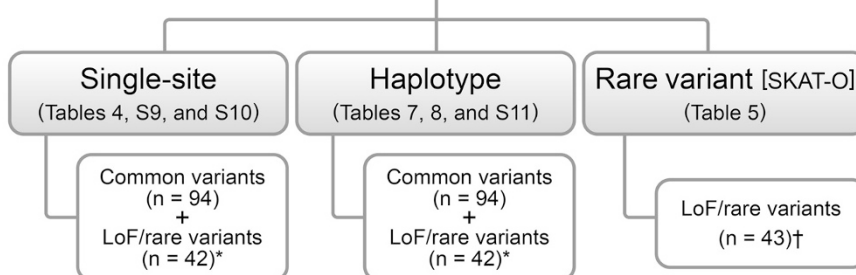 Single-site
(Tables 4, S9, and S10)
Common variants
(n = 94)
+
LoF/rare variants
(n = 42)*
Haplotype
(Tables 7, 8, and S11)
Common variants
(n = 94)
+
LoF/rare variants
(n = 42)*
Rare variant [SKAT-O]
(Table 5)
LoF/rare variants
(n = 43)†